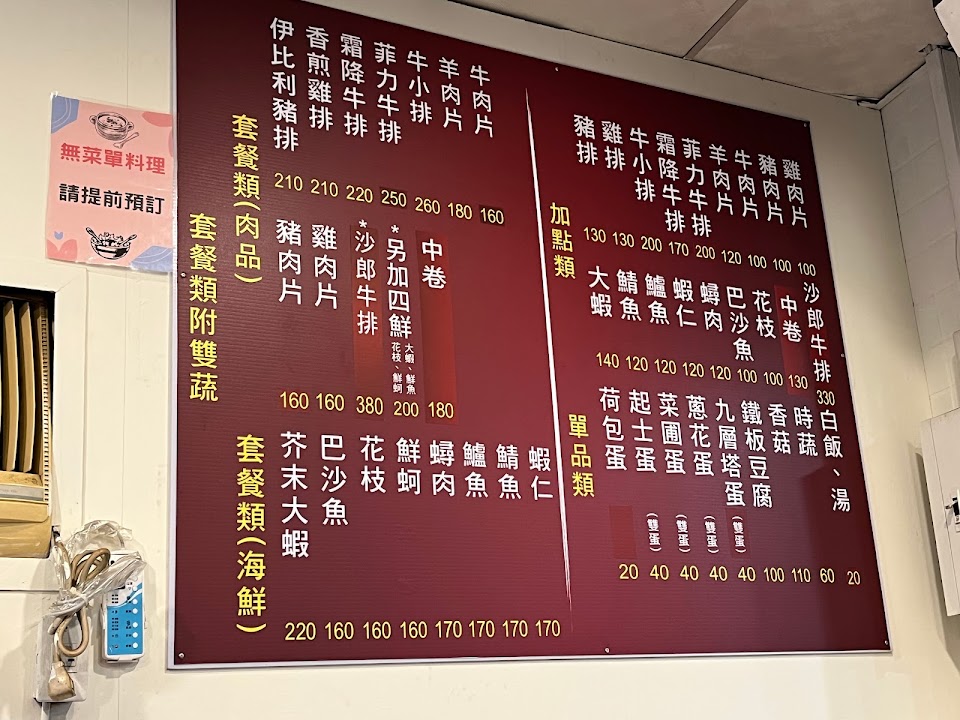 無菜單料理
請提前預訂
套餐類附雙蔬
套餐類(肉品)
伊比利豬排 210
香煎雞排 210
霜降牛排 220
菲力牛排 250
牛小排 260
羊肉片 180
牛肉片 160
豬肉片 160
雞肉片 160
*沙郎牛排 380
*另加四鮮 大蝦、鮮魚 花枝、鮮蚵 200
中卷 180
套餐類(海鮮)
芥末大蝦 220
巴沙魚 160
花枝 160
鮮蚵 160
蟳肉 170
鱸魚 170
鯖魚 170
蝦仁 170
加點類
豬排 130
雞排 130
牛小排 200
霜降牛排 170
菲力牛排 200
羊肉片 120
牛肉片 100
豬肉片 100
雞肉片 100
大蝦 140
鯖魚 120
鱸魚 120
蝦仁 120
蟳肉 120
巴沙魚 100
花枝 100
中卷 130
沙郎牛排 330
單品類
荷包蛋 20
起士蛋(雙蛋) 40
菜圃蛋(雙蛋) 40
蔥花蛋(雙蛋) 40
九層塔蛋(雙蛋) 40
鐵板豆腐 100
香菇 110
時蔬 60
白飯、湯 20